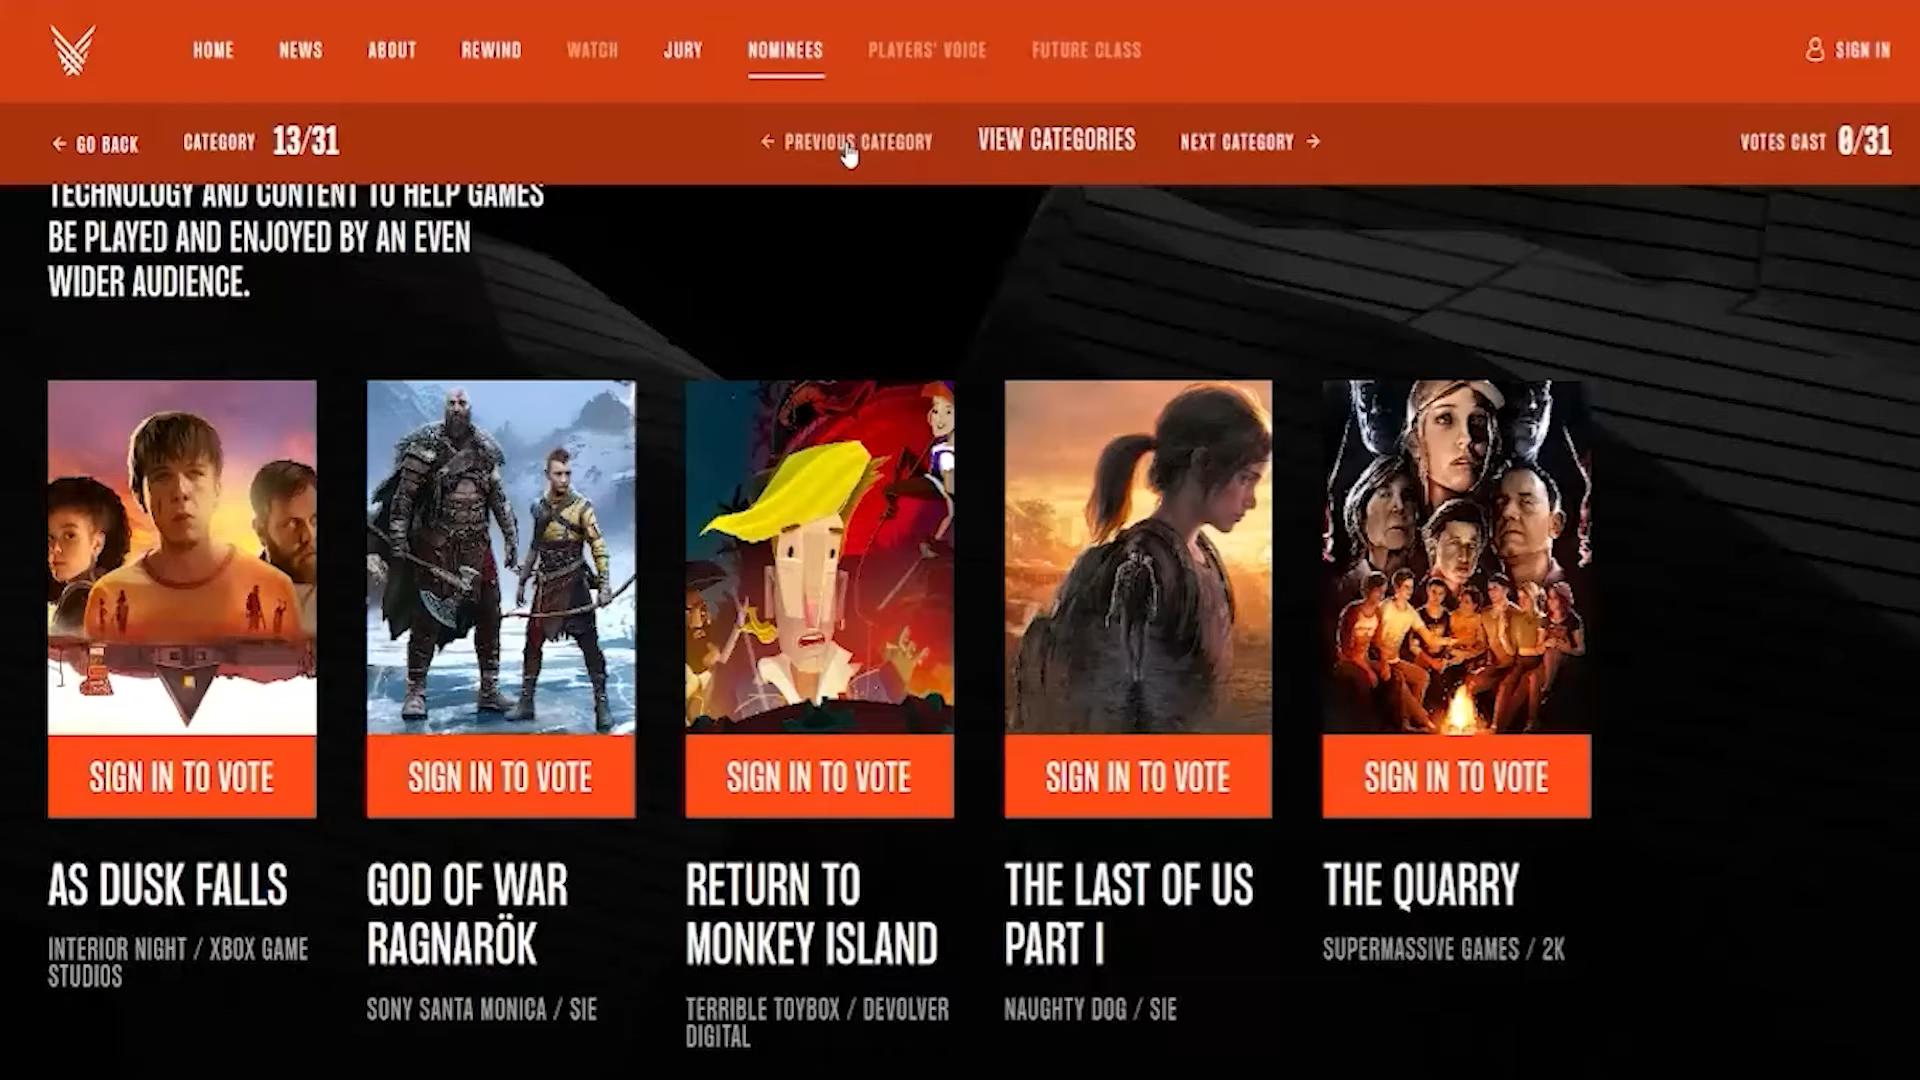 HOME NEWS ABOUT REWIND WATCH JURY NOMINEES PLAYERS' VOICE FUTURE CLASS SIGN IN
← GO BACK CATEGORY 13/31 ← PREVIOUS CATEGORY VIEW CATEGORIES NEXT CATEGORY → VOTES CAST 0/31
TECHNOLOGY AND CONTENT TO HELP GAMES
BE PLAYED AND ENJOYED BY AN EVEN
WIDER AUDIENCE.
SIGN IN TO VOTE
AS DUSK FALLS
INTERIOR NIGHT / XBOX GAME
STUDIOS
SIGN IN TO VOTE
GOD OF WAR
RAGNARÖK
SONY SANTA MONICA / SIE
SIGN IN TO VOTE
RETURN TO
MONKEY ISLAND
TERRIBLE TOYBOX / DEVOLVER
DIGITAL
SIGN IN TO VOTE
THE LAST OF US
PART I
NAUGHTY DOG / SIE
SIGN IN TO VOTE
THE QUARRY
SUPERMASSIVE GAMES / 2K